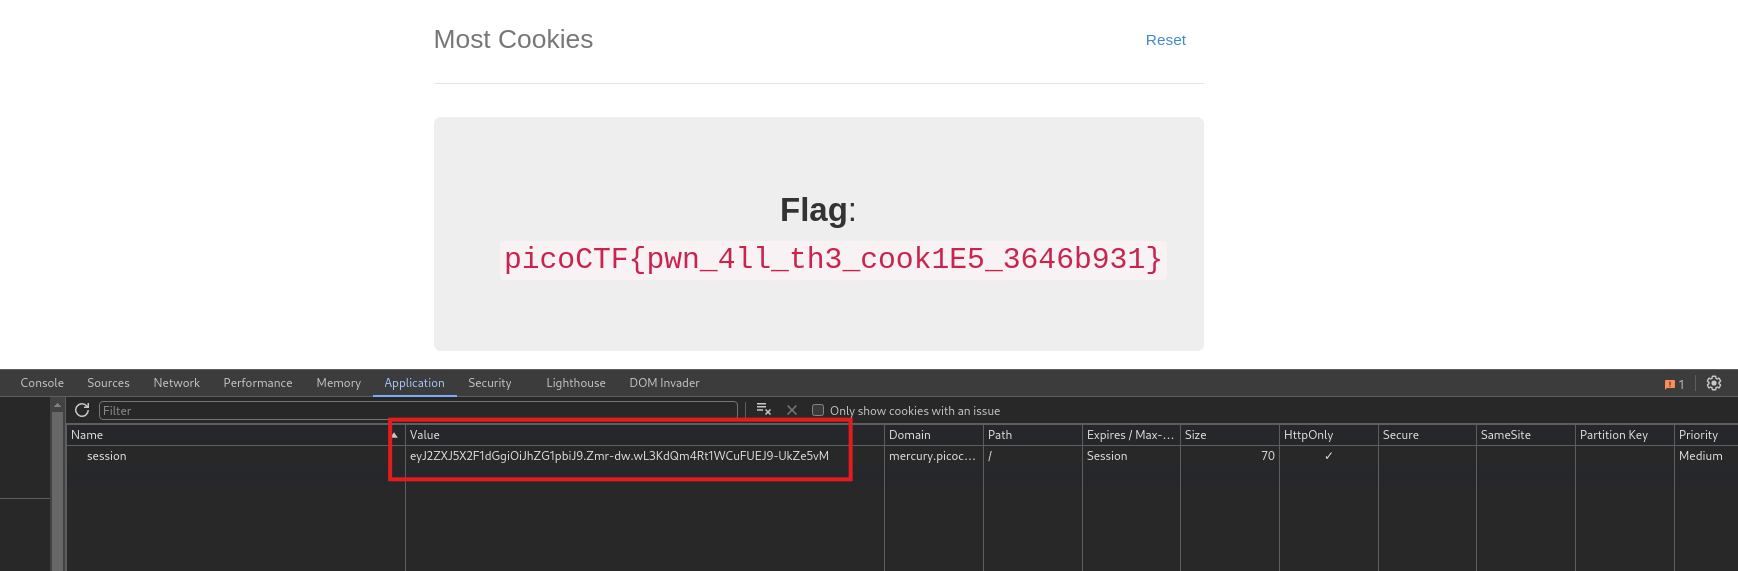 Most Cookies Reset
Flag:
picoCTF{pwn_4ll_th3_cook1E5_3646b931}
Console Sources Network Performance Memory Application Security Lighthouse DOM Invader 1
Filter Only show cookies with an issue
Name Value Domain Path Expires / Max-... Size HttpOnly Secure SameSite Partition Key Priority
session eyJ2ZXJ5X2F1dGgiOiJhZG1pbiJ9.Zmr-dw.wL3KdQm4Rt1WCuFUEJ9-UkZe5vM mercury.picoc... / Session 70 ✓ Medium